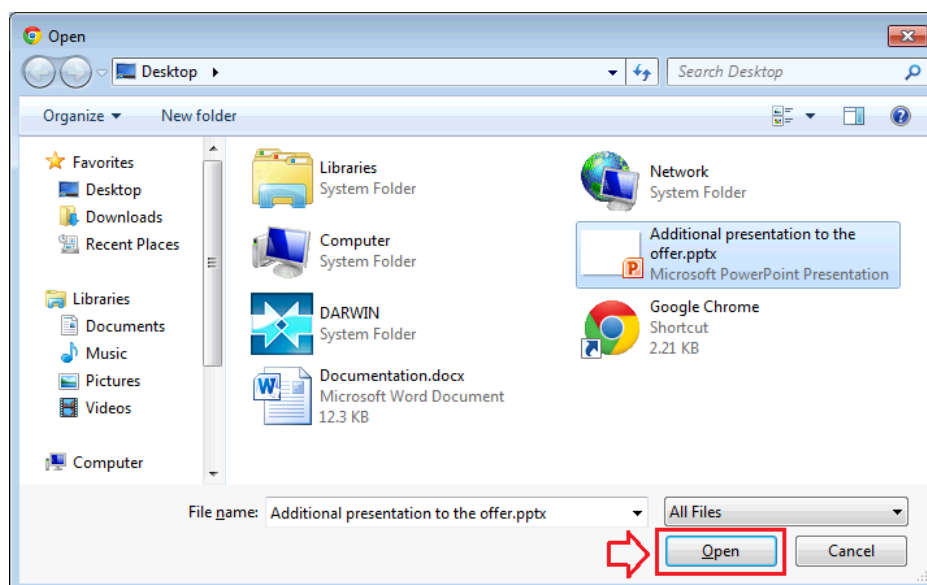 Open
Desktop
Search Desktop
Organize
New folder
Favorites
Desktop
Downloads
Recent Places
Libraries
Documents
Music
Pictures
Videos
Computer
Libraries
System Folder
Network
System Folder
Computer
System Folder
Additional presentation to the
offer.pptx
Microsoft PowerPoint Presentation
DARWIN
System Folder
Google Chrome
Shortcut
2.21 KB
Documentation.docx
Microsoft Word Document
12.3 KB
File name: Additional presentation to the offer.pptx
All Files
Open
Cancel